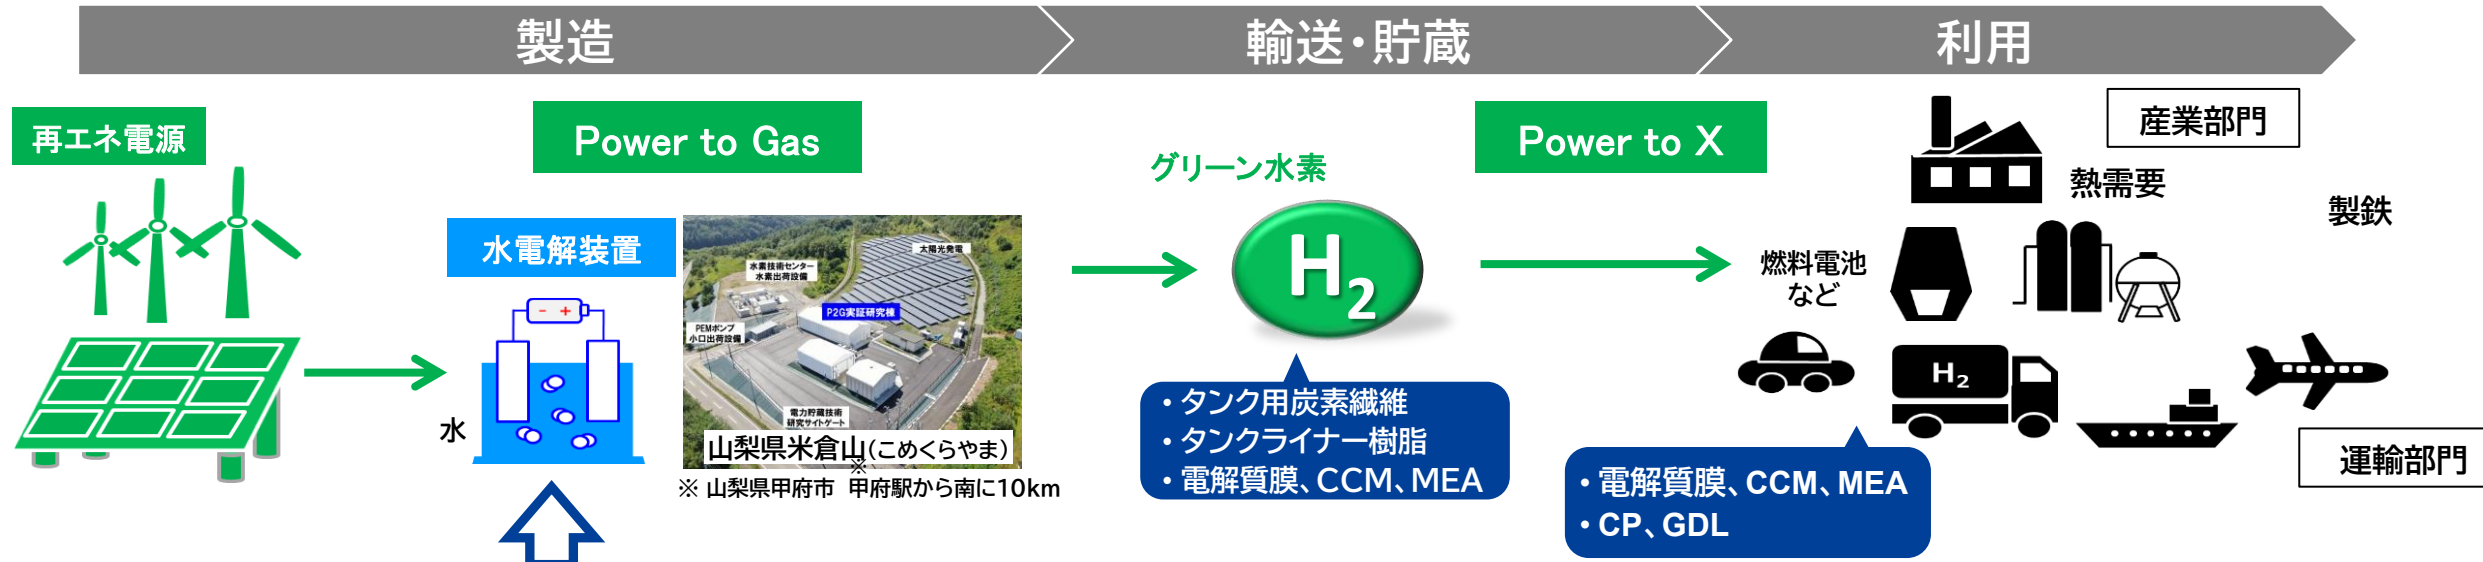 製造
輸送・貯蔵
利用
再エネ電源
Power to Gas
水電解装置
- +
水
太陽光発電
水素技術センター
水素出荷設備
P2G実証研究棟
PEMポンプ
小口出荷設備
電力貯蔵技術
研究サイトゲート
山梨県米倉山(こめくらやま)
※
※ 山梨県甲府市 甲府駅から南に10km
グリーン水素
H2
・タンク用炭素繊維
・タンクライナー樹脂
・電解質膜、CCM、MEA
Power to X
産業部門
熱需要
製鉄
燃料電池
など
H2
運輸部門
・電解質膜、CCM、MEA
・CP、GDL